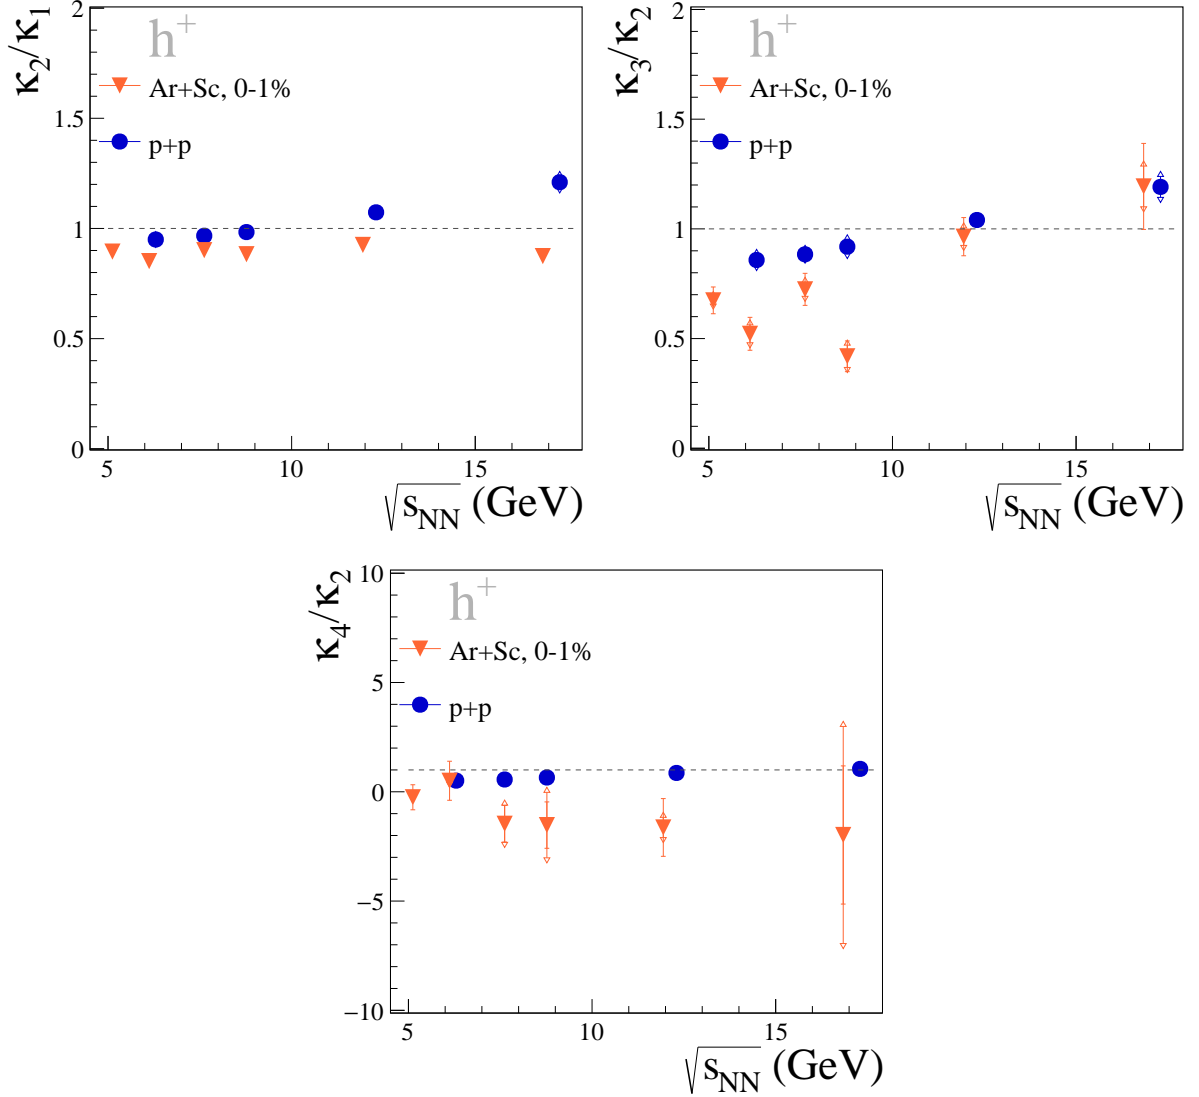 κ₂/κ₁
h⁺
Ar+Sc, 0-1%
p+p
2
1.5
1
0.5
0
5 10 15
√sNN (GeV)
κ₃/κ₂
h⁺
Ar+Sc, 0-1%
p+p
2
1.5
1
0.5
0
5 10 15
√sNN (GeV)
κ₄/κ₂
h⁺
Ar+Sc, 0-1%
p+p
10
5
0
−5
−10
5 10 15
√sNN (GeV)